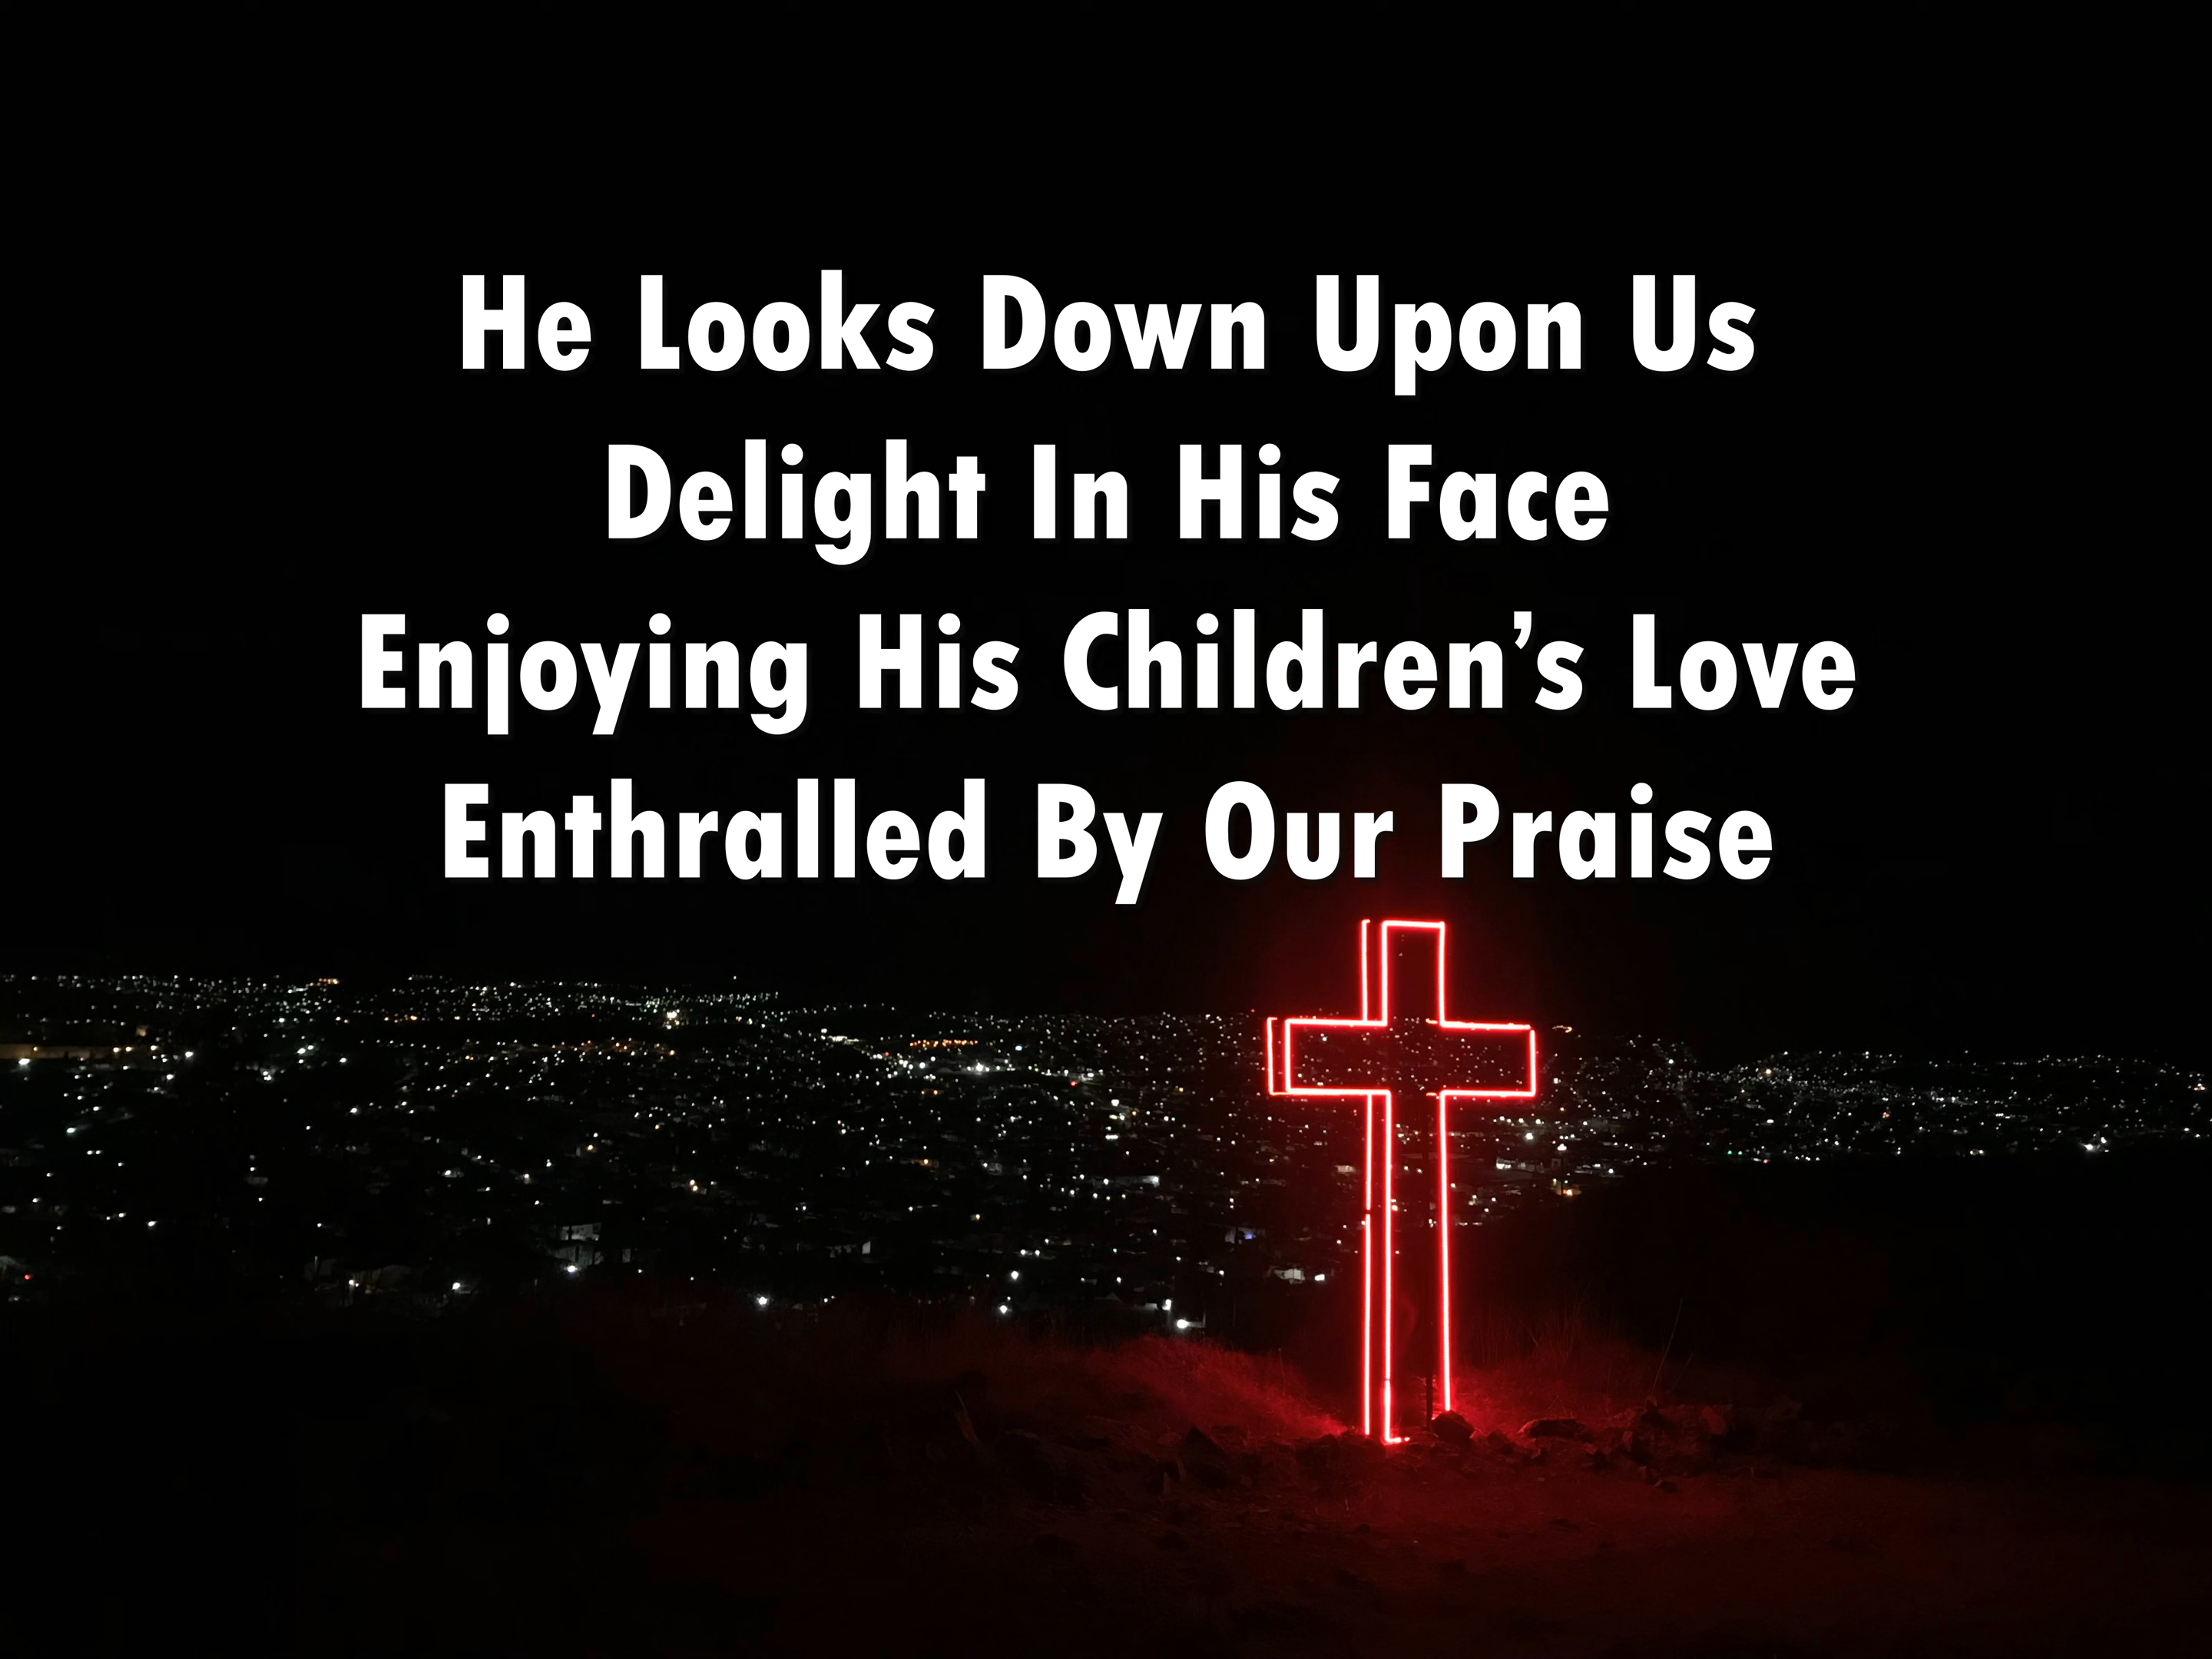 He Looks Down Upon Us
Delight In His Face
Enjoying His Children’s Love
Enthralled By Our Praise